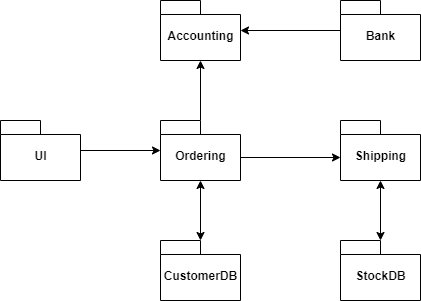 Accounting
Bank
UI
Ordering
Shipping
CustomerDB
StockDB